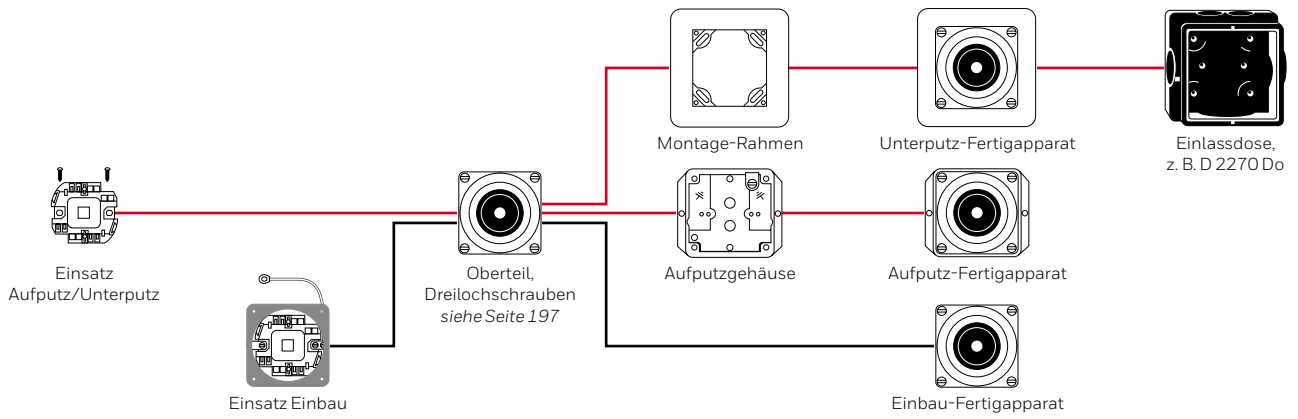 Montage-Rahmen
Unterputz-Fertigapparat
Einlassdose,
z. B. D 2270 Do
Einsatz
Aufputz/Unterputz
Oberteil,
Dreilochschrauben
siehe Seite 197
Aufputzgehäuse
Aufputz-Fertigapparat
Einsatz Einbau
Einbau-Fertigapparat